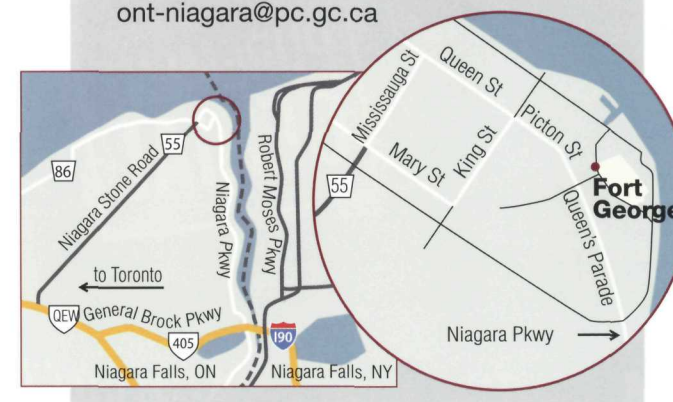 ont-niagara@pc.gc.ca
86
Niagara Stone Road
55
Niagara Pkwy
Robert Moses Pkwy
to Toronto
QEW
General Brock Pkwy
405
190
Niagara Falls, ON
Niagara Falls, NY
Mississauga St
Queen St
Picton St
Mary St
King St
55
Fort
George
Queen's Parade
Niagara Pkwy